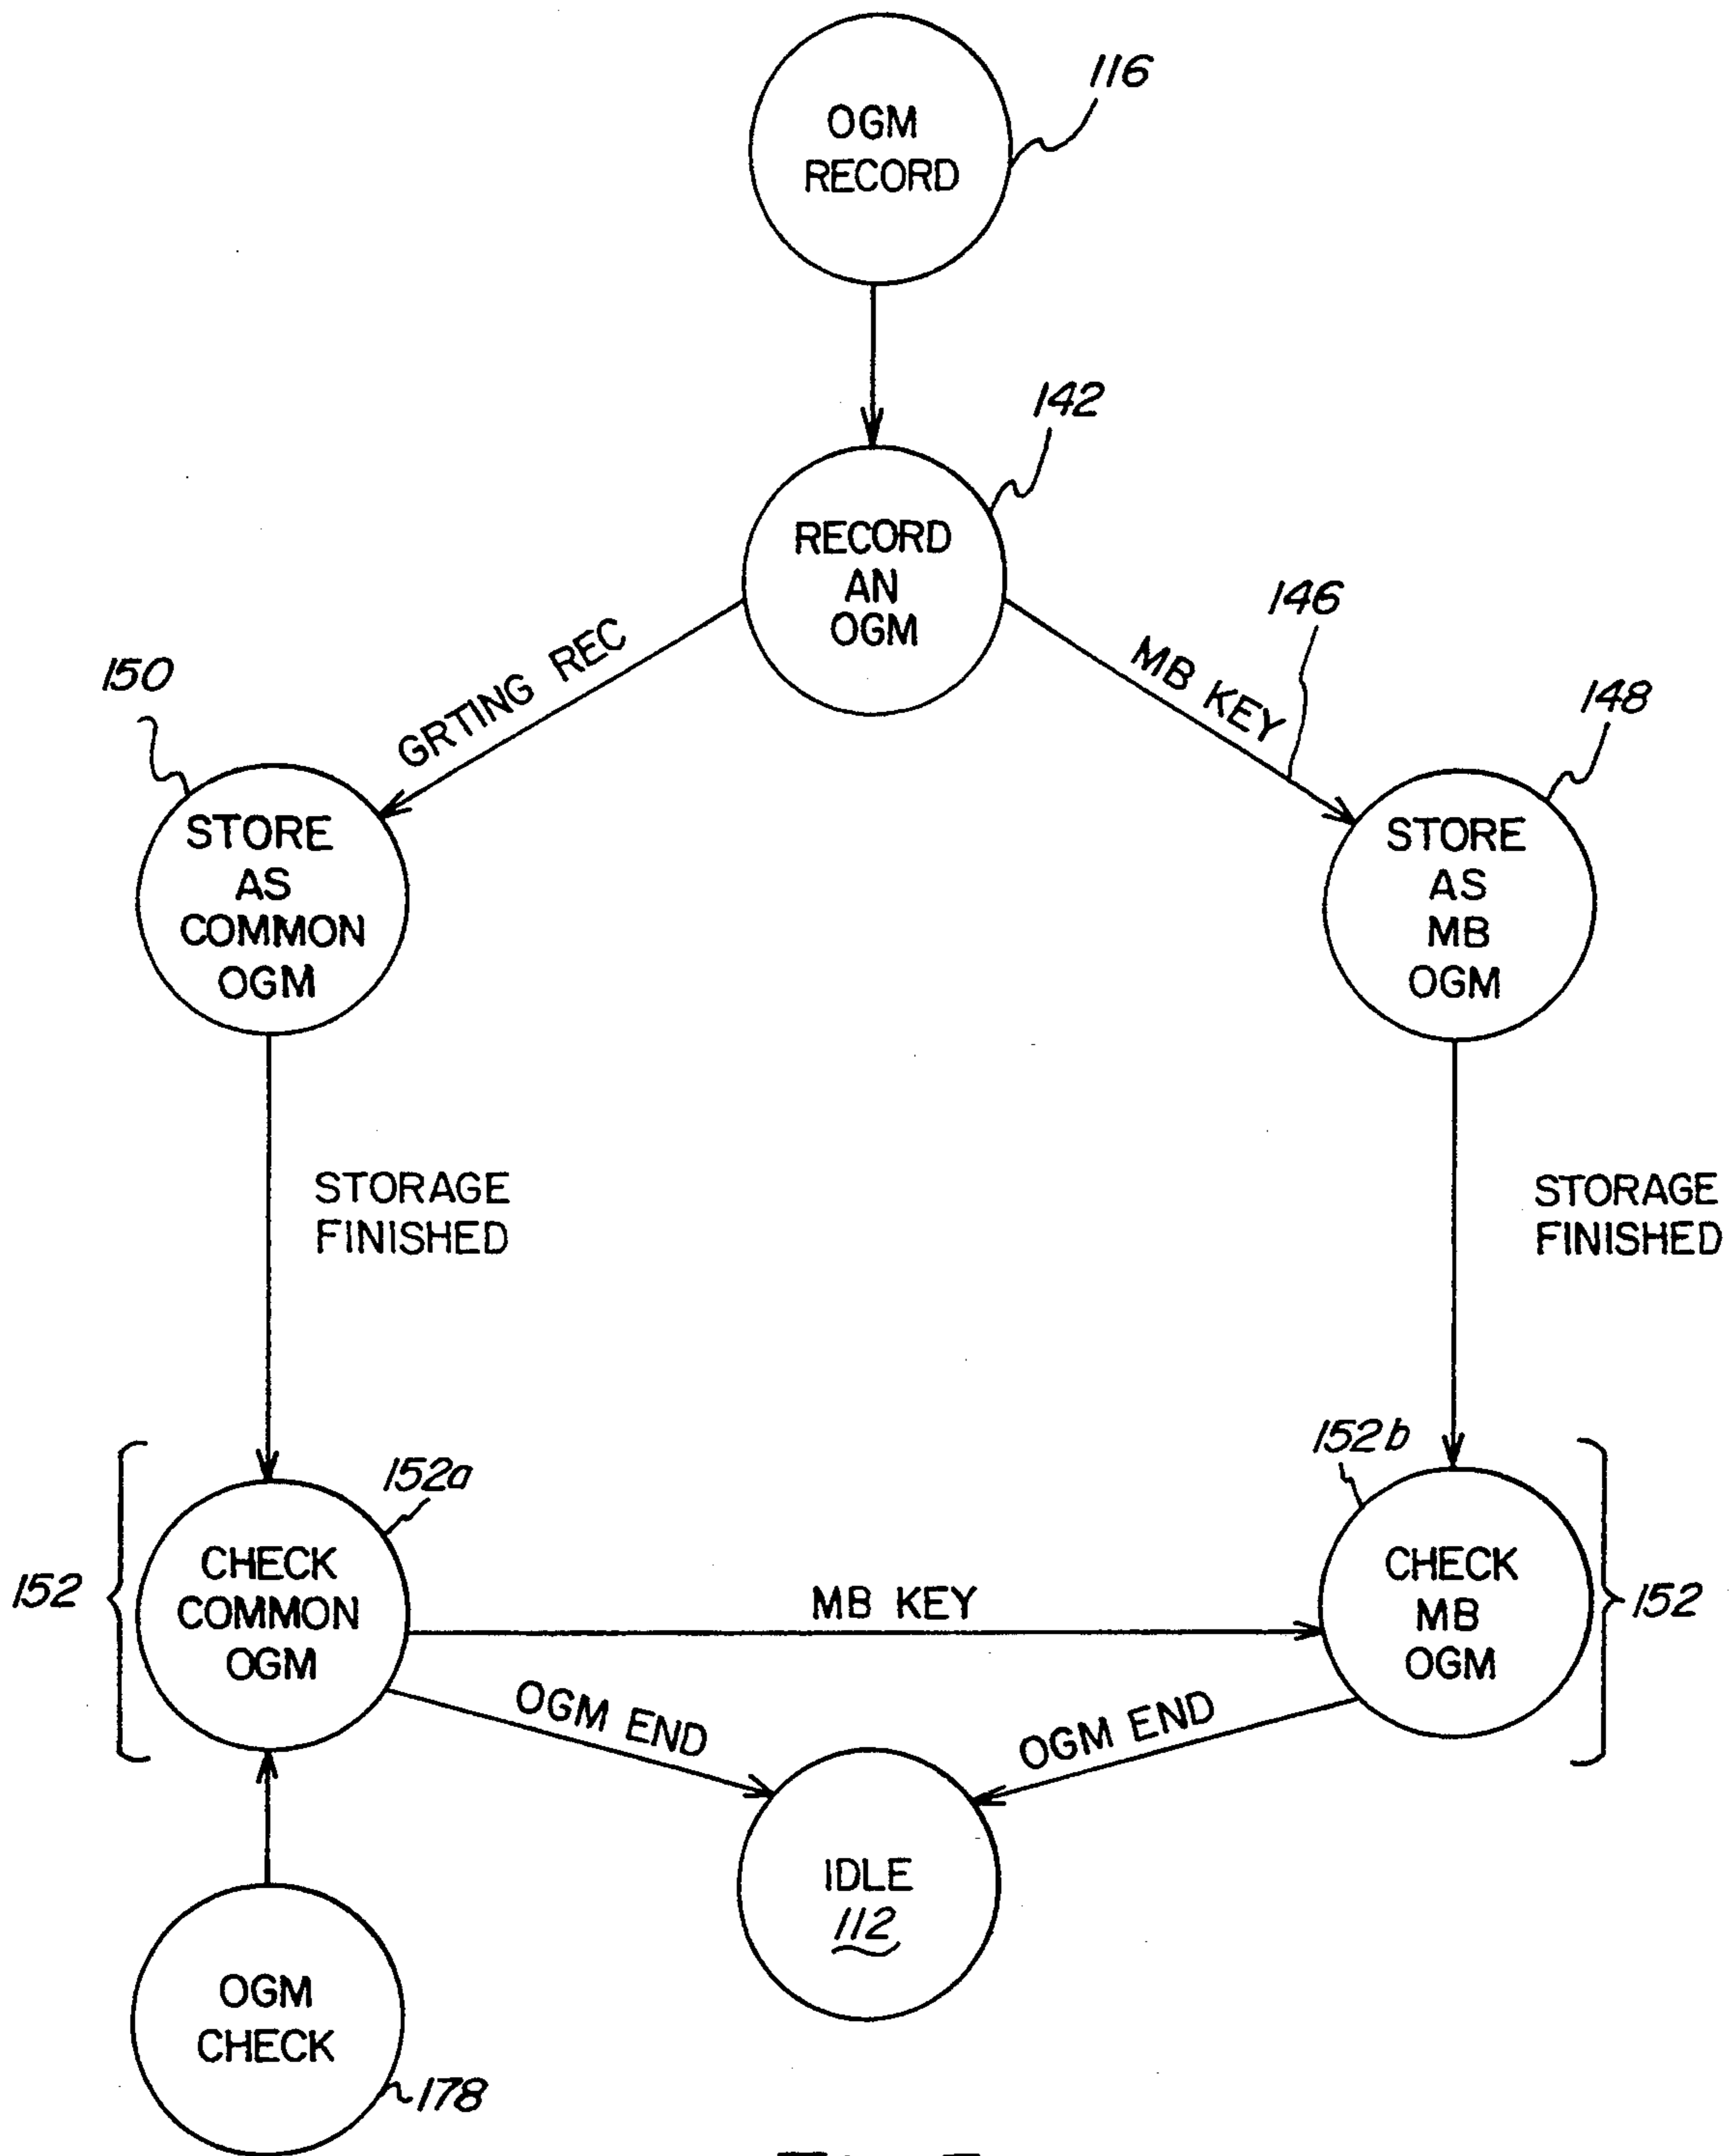 116
OGM
RECORD
142
RECORD
AN
OGM
146
GRTING REC
MB KEY
150
148
STORE
AS
COMMON
OGM
STORE
AS
MB
OGM
STORAGE
FINISHED
STORAGE
FINISHED
152a
152b
152
CHECK
COMMON
OGM
MB KEY
CHECK
MB
OGM
152
OGM END
OGM END
IDLE
112
OGM
CHECK
178